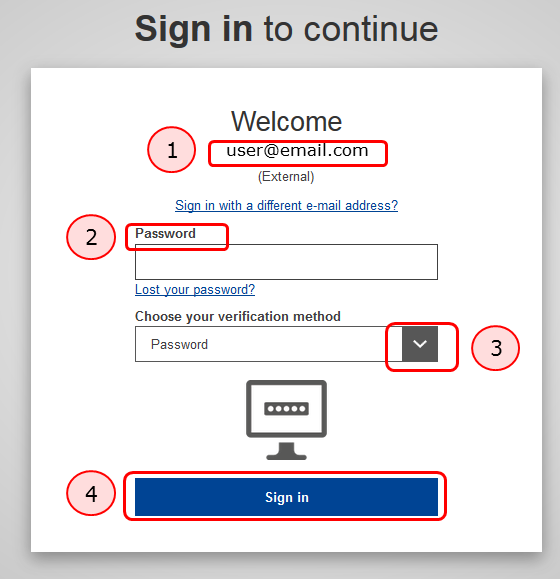 Sign in to continue
Welcome
1
user@email.com
(External)
Sign in with a different e-mail address?
2
Password
Lost your password?
Choose your verification method
Password
3
4
Sign in